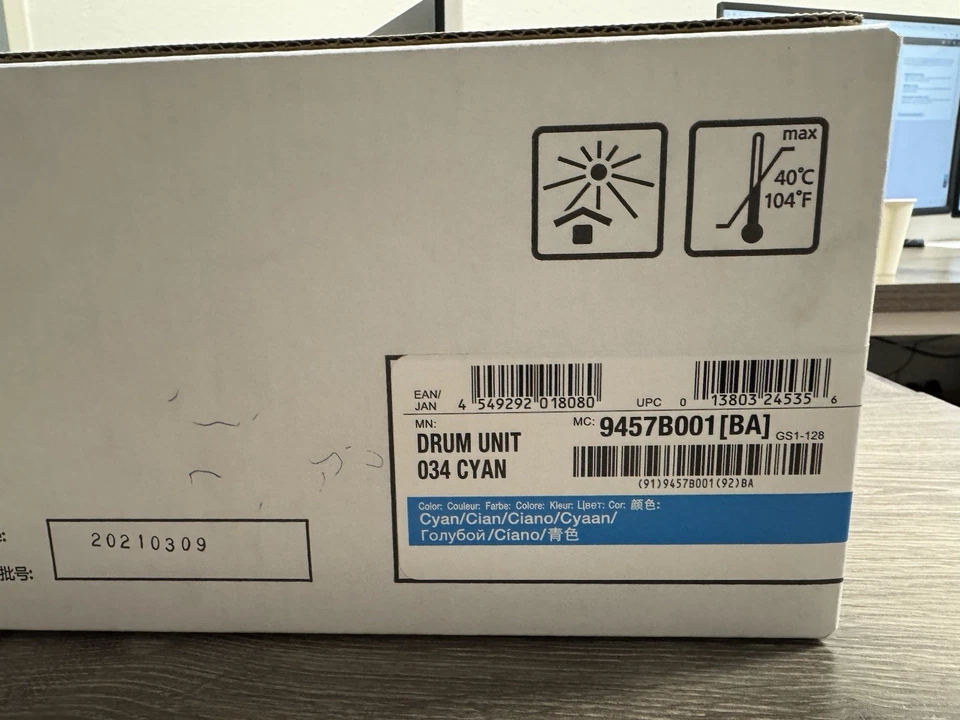 max
40°C
104°F
EAN/
JAN
4 549292 018080
UPC 0 13803 24535 6
MN:
DRUM UNIT
034 CYAN
MC: 9457B001[BA] GS1-128
(91)9457B001(92)BA
Color: Couleur: Farbe: Colore: Kleur: Цвет: Cor: 颜色:
Cyan/Cian/Ciano/Cyaan/
Голубой/Ciano/青色
20210309
批号: